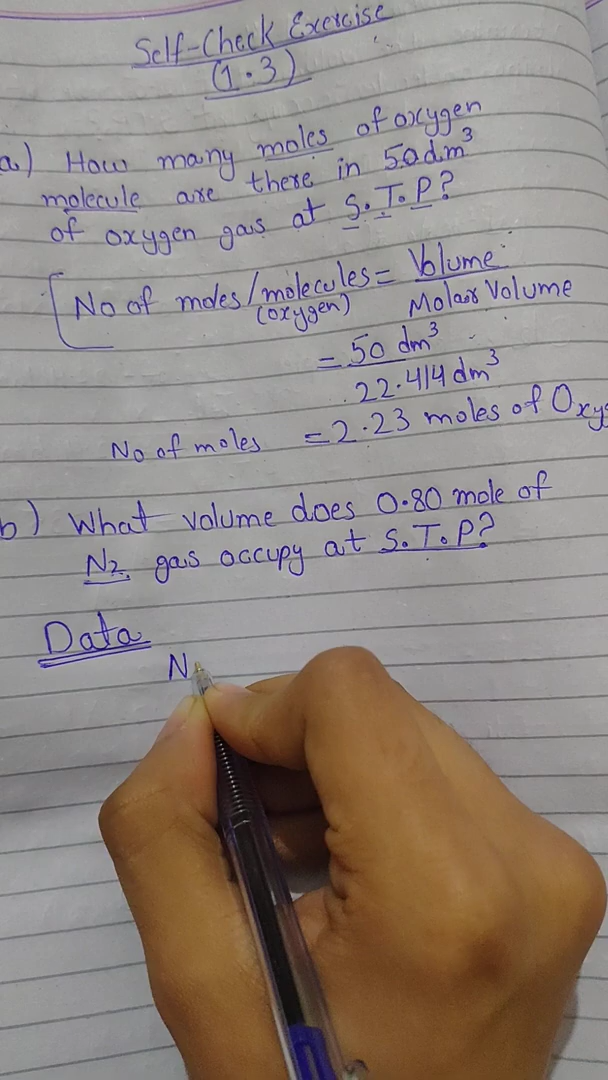 Self-Check Exercise
(1.3)
a) How many moles of oxygen
molecule are there in 50dm³
of oxygen gas at S.T.P?
No of moles/molecules = Volume
(oxygen) Molar Volume
= 50 dm³
22.414 dm³
No of moles = 2.23 moles of Oxy
b) What volume does 0.80 mole of
N₂ gas occupy at S.T.P?
Data
N